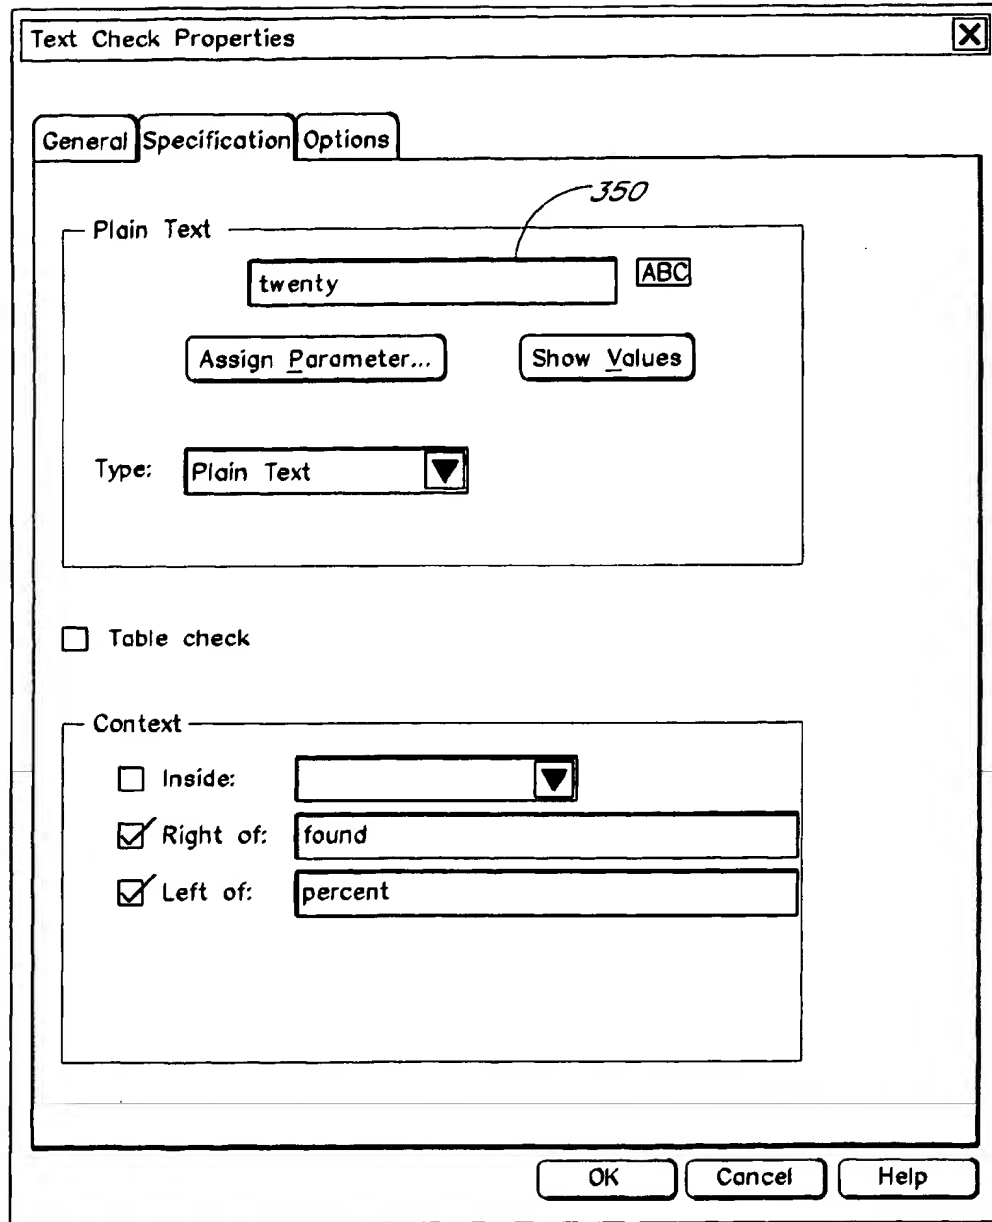 Text Check Properties
General Specification Options
350
Plain Text
twenty ABC
Assign Parameter... Show Values
Type: Plain Text
Table check
Context
Inside:
Right of: found
Left of: percent
OK Cancel Help